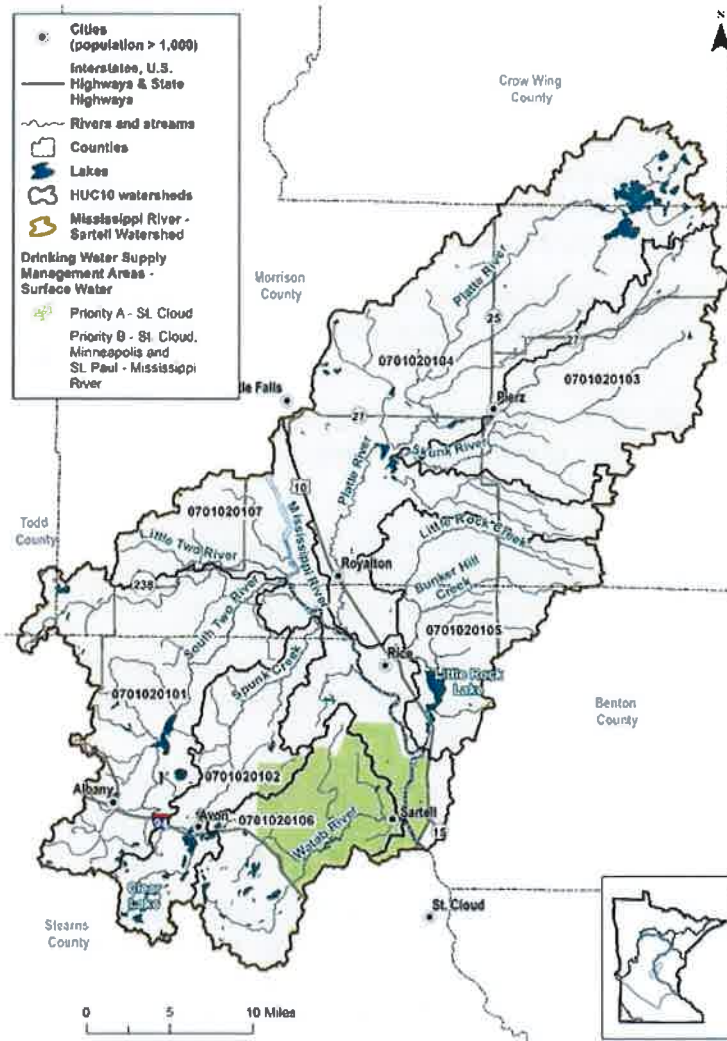 N
Cities
(population > 1,000)
Interstates, U.S.
Highways & State
Highways
Rivers and streams
Counties
Lakes
HUC10 watersheds
Mississippi River -
Sartell Watershed
Drinking Water Supply
Management Areas -
Surface Water
Priority A - St. Cloud
Priority B - St. Cloud,
Minneapolis and
St. Paul - Mississippi
River
Crow Wing
County
Morrison
County
Platte River
25
27
0701020104
0701020103
Pierz
le Falls
27
Skunk River
Platte River
10
0701020107
Mississippi River
Little Rock Creek
Todd
County
Little Two River
Royalton
Bunker Hill
Creek
238
South Two River
0701020105
Spunk Creek
Rice
Little Rock
Lake
0701020101
Benton
County
0701020102
Albany
94
Avon
0701020106
Sartell
Watab River
15
Clear
Lake
St. Cloud
Stearns
County
0 5 10 Miles